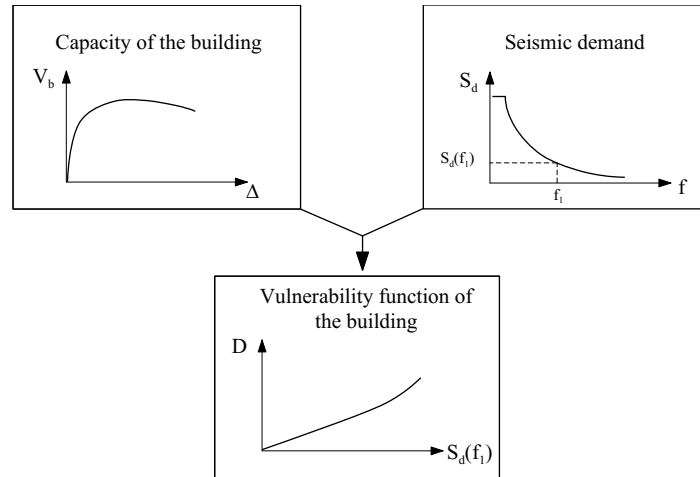 Capacity of the building
V_b
Δ
Seismic demand
S_d
S_d(f_1)
f_1
f
Vulnerability function of
the building
D
S_d(f_1)